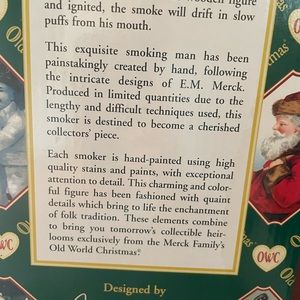 wooden figure
and ignited, the smoke will drift in slow
puffs from his mouth.
This exquisite smoking man has been
painstakingly created by hand, following
the intricate designs of E.M. Merck.
Produced in limited quantities due to the
lengthy and difficult techniques used, this
smoker is destined to become a cherished
collectors' piece.
Each smoker is hand-painted using high
quality stains and paints, with exceptional
attention to detail. This charming and color-
ful figure has been fashioned with quaint
details which bring to life the enchantment
of folk tradition. These elements combine
to bring you tomorrow's collectible heir-
looms exclusively from the Merck Family's
Old World Christmas®.
Designed by
OWC
Old
Christmas
OWC
OWC